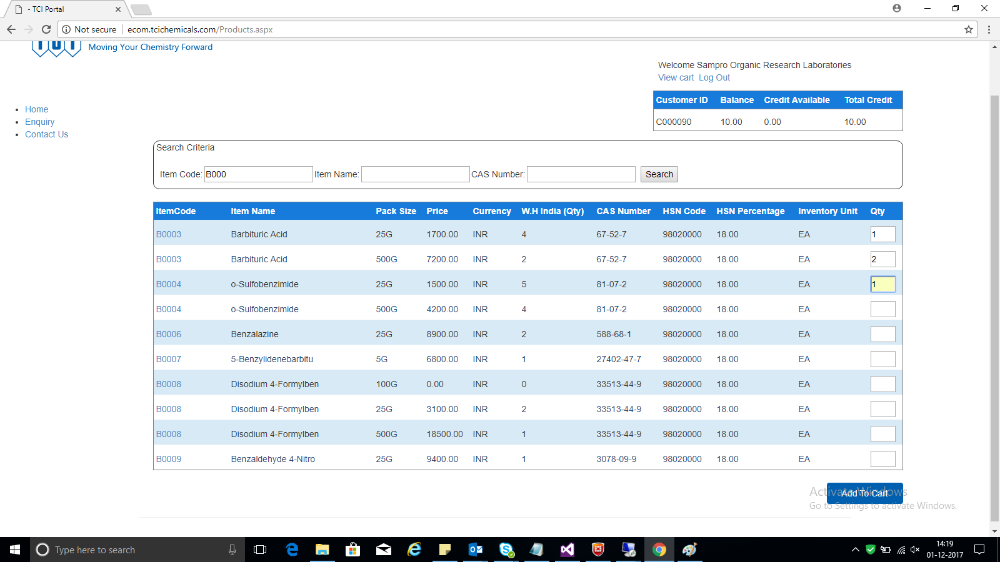 - TCI Portal
Not secure ecom.tcichemicals.com/Products.aspx
Moving Your Chemistry Forward
Welcome Sampro Organic Research Laboratories
View cart Log Out
Customer ID Balance Credit Available Total Credit
C000090 10.00 0.00 10.00
Home
Enquiry
Contact Us
Search Criteria
Item Code: B000 Item Name: CAS Number: Search
ItemCode Item Name Pack Size Price Currency W.H India (Qty) CAS Number HSN Code HSN Percentage Inventory Unit Qty
B0003 Barbituric Acid 25G 1700.00 INR 4 67-52-7 98020000 18.00 EA 1
B0003 Barbituric Acid 500G 7200.00 INR 2 67-52-7 98020000 18.00 EA 2
B0004 o-Sulfobenzimide 25G 1500.00 INR 5 81-07-2 98020000 18.00 EA 1
B0004 o-Sulfobenzimide 500G 4200.00 INR 4 81-07-2 98020000 18.00 EA
B0006 Benzalazine 25G 8900.00 INR 2 588-68-1 98020000 18.00 EA
B0007 5-Benzylidenebarbitu 5G 6800.00 INR 1 27402-47-7 98020000 18.00 EA
B0008 Disodium 4-Formylben 100G 0.00 INR 0 33513-44-9 98020000 18.00 EA
B0008 Disodium 4-Formylben 25G 3100.00 INR 2 33513-44-9 98020000 18.00 EA
B0008 Disodium 4-Formylben 500G 18500.00 INR 1 33513-44-9 98020000 18.00 EA
B0009 Benzaldehyde 4-Nitro 25G 9400.00 INR 1 3078-09-9 98020000 18.00 EA
Add To Cart
Activate Windows
Go to Settings to activate Windows.
Type here to search
14:19
01-12-2017